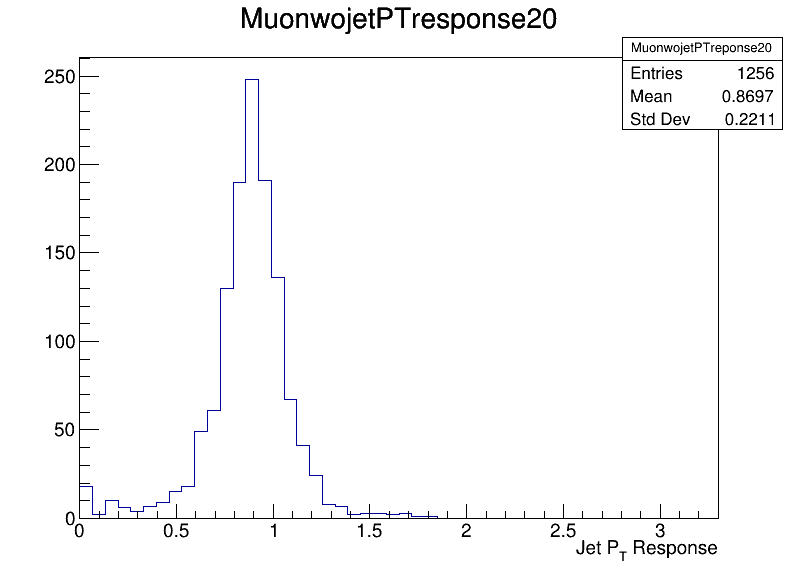 MuonwojetPTresponse20
MuonwojetPTreponse20
Entries 1256
Mean 0.8697
Std Dev 0.2211
250
200
150
100
50
0
0 0.5 1 1.5 2 2.5 3
Jet PT Response